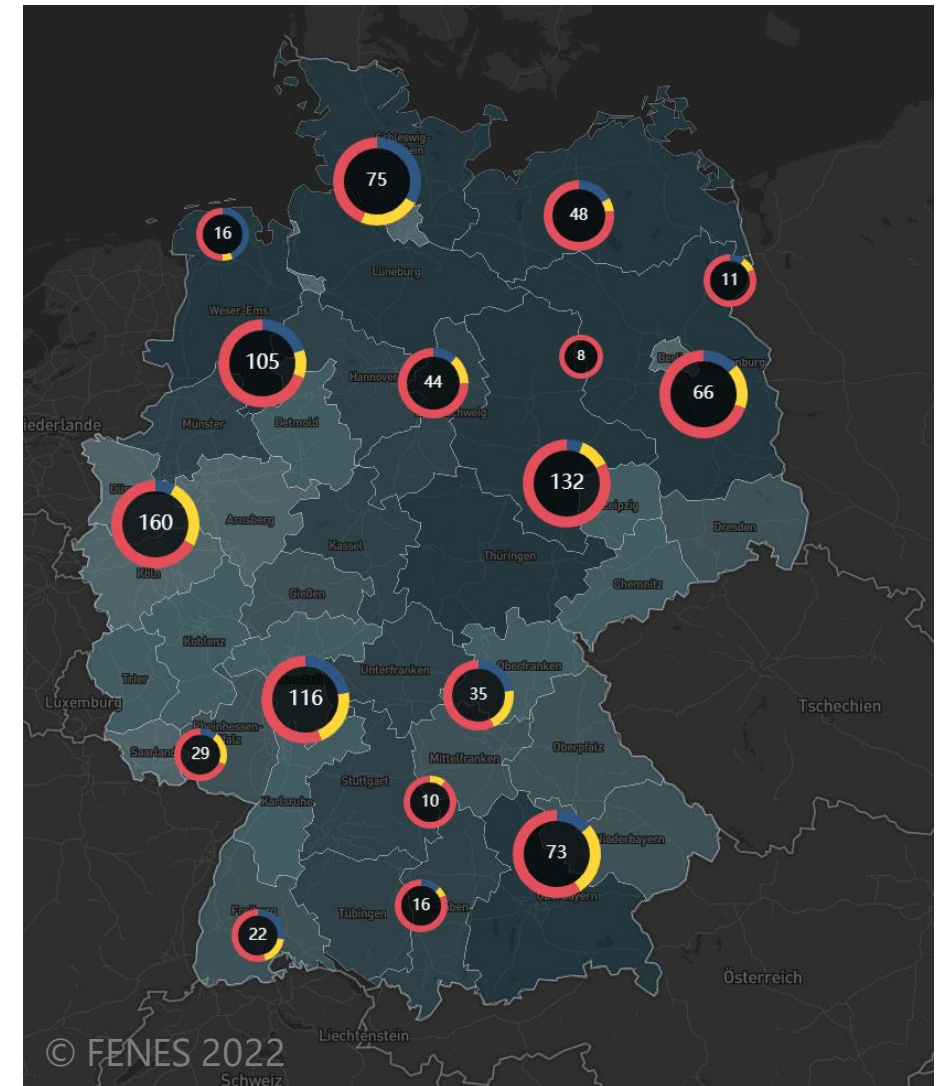 Schleswig-
75
48
16
11
Lüneburg
Weser-Ems
105
8
44
Hannover
66
Niederlande
Münster
Detmold
132
Leipzig
160
Arnsberg
Dresden
Kassel
Thüringen
Köln
Gießen
Chemnitz
Koblenz
Trier
Unterfranken
Oberfranken
Luxemburg
116
35
Tschechien
Rheinhessen-
Saarland
29
Mittelfranken
Oberpfalz
Stuttgart
10
Karlsruhe
73
Niederbayern
Oberbayern
16
Freiburg
Tübingen
22
Österreich
Liechtenstein
© FENES 2022
Schweiz